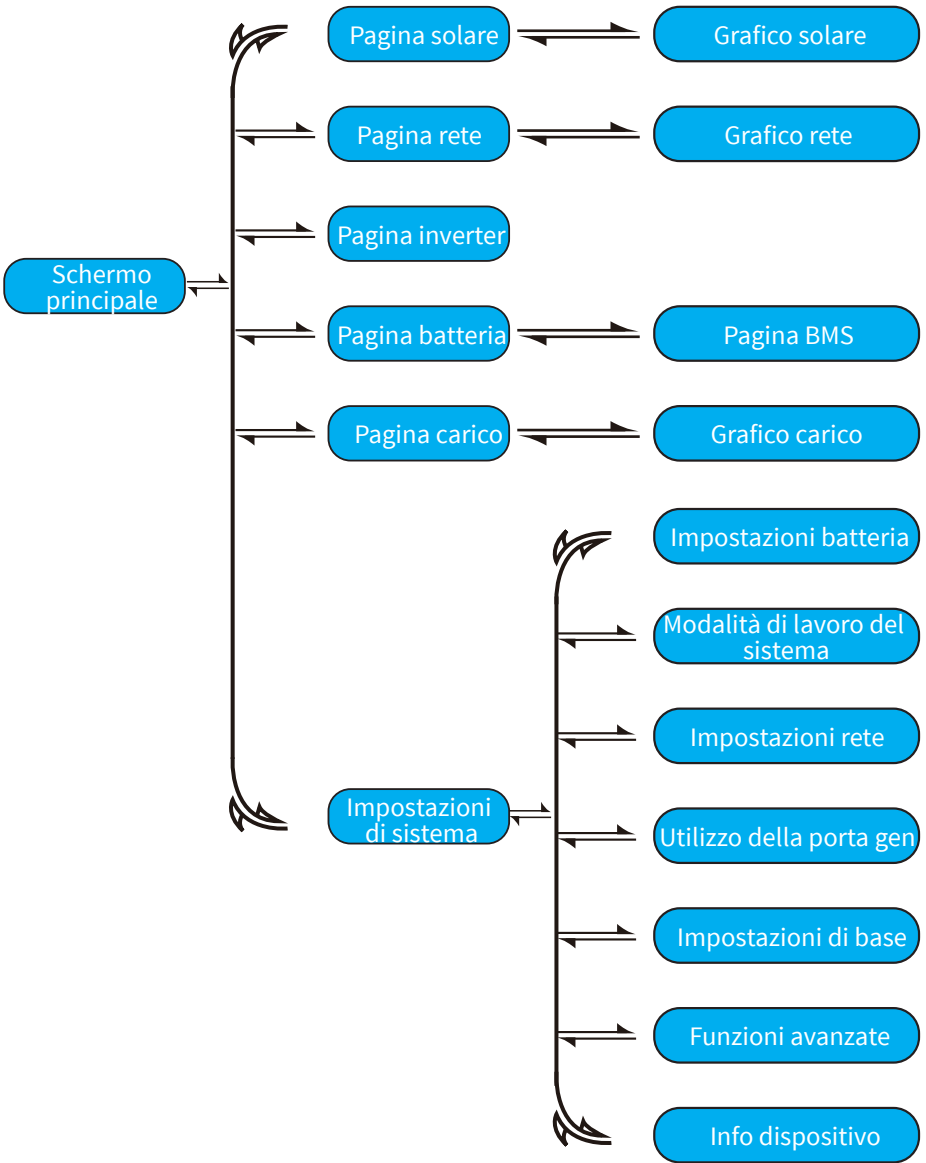 Pagina solare
Grafico solare
Pagina rete
Grafico rete
Pagina inverter
Schermo
principale
Pagina batteria
Pagina BMS
Pagina carico
Grafico carico
Impostazioni batteria
Modalità di lavoro del
sistema
Impostazioni rete
Impostazioni
di sistema
Utilizzo della porta gen
Impostazioni di base
Funzioni avanzate
Info dispositivo